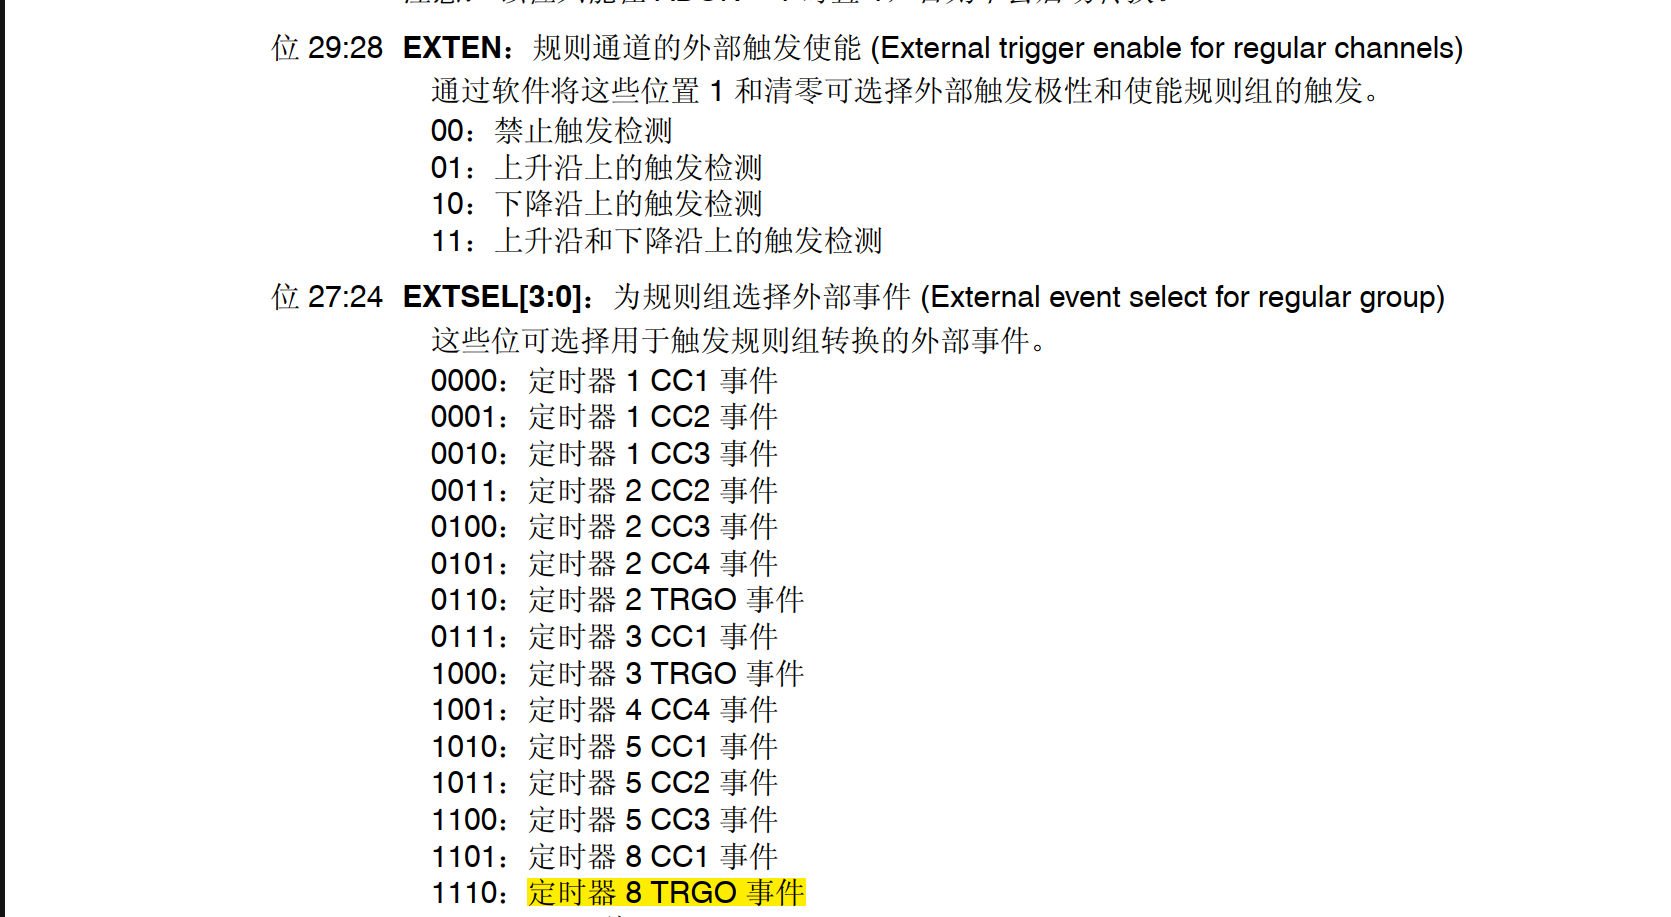 位 29:28 EXTEN：规则通道的外部触发使能 (External trigger enable for regular channels)
通过软件将这些位置 1 和清零可选择外部触发极性和使能规则组的触发。
00：禁止触发检测
01：上升沿上的触发检测
10：下降沿上的触发检测
11：上升沿和下降沿上的触发检测
位 27:24 EXTSEL[3:0]：为规则组选择外部事件 (External event select for regular group)
这些位可选择用于触发规则组转换的外部事件。
0000：定时器 1 CC1 事件
0001：定时器 1 CC2 事件
0010：定时器 1 CC3 事件
0011：定时器 2 CC2 事件
0100：定时器 2 CC3 事件
0101：定时器 2 CC4 事件
0110：定时器 2 TRGO 事件
0111：定时器 3 CC1 事件
1000：定时器 3 TRGO 事件
1001：定时器 4 CC4 事件
1010：定时器 5 CC1 事件
1011：定时器 5 CC2 事件
1100：定时器 5 CC3 事件
1101：定时器 8 CC1 事件
1110：定时器 8 TRGO 事件